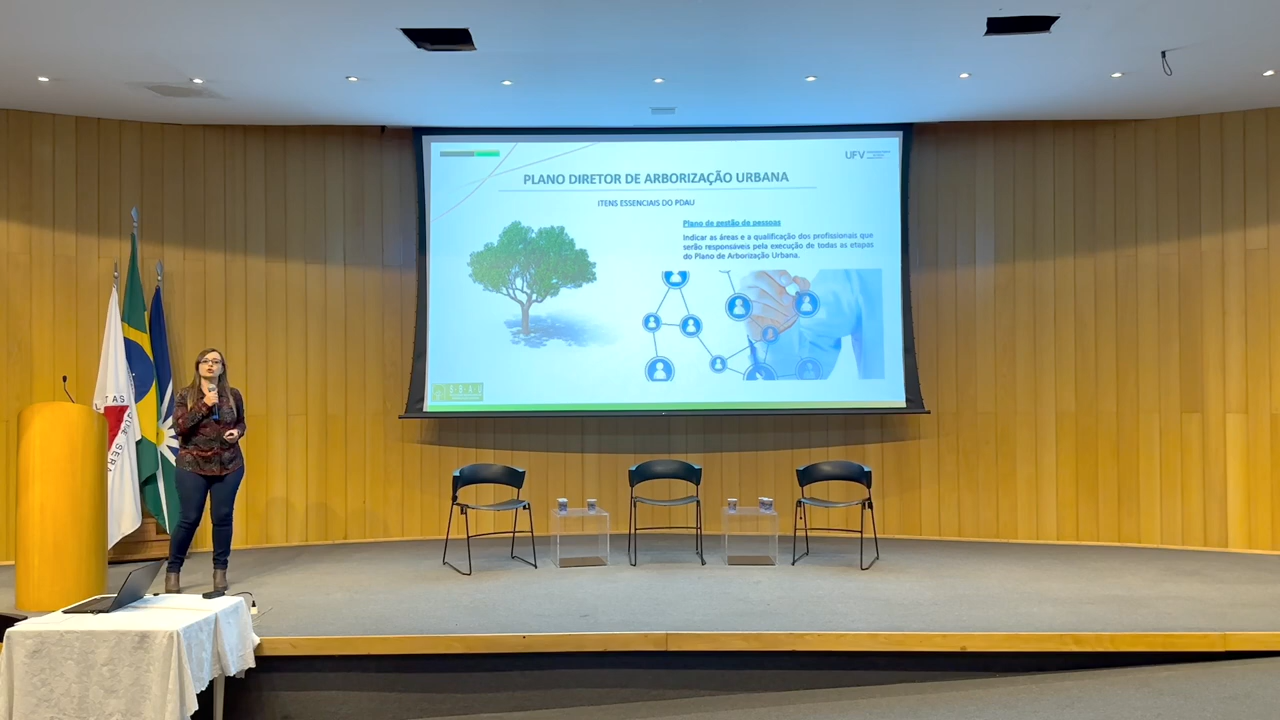 UFV
PLANO DIRETOR DE ARBORIZAÇÃO URBANA
ITENS ESSENCIAIS DO PDAU
Plano de gestão de pessoas
Indicar as áreas e a qualificação dos profissionais que
serão responsáveis pela execução de todas as etapas
do Plano de Arborização Urbana.